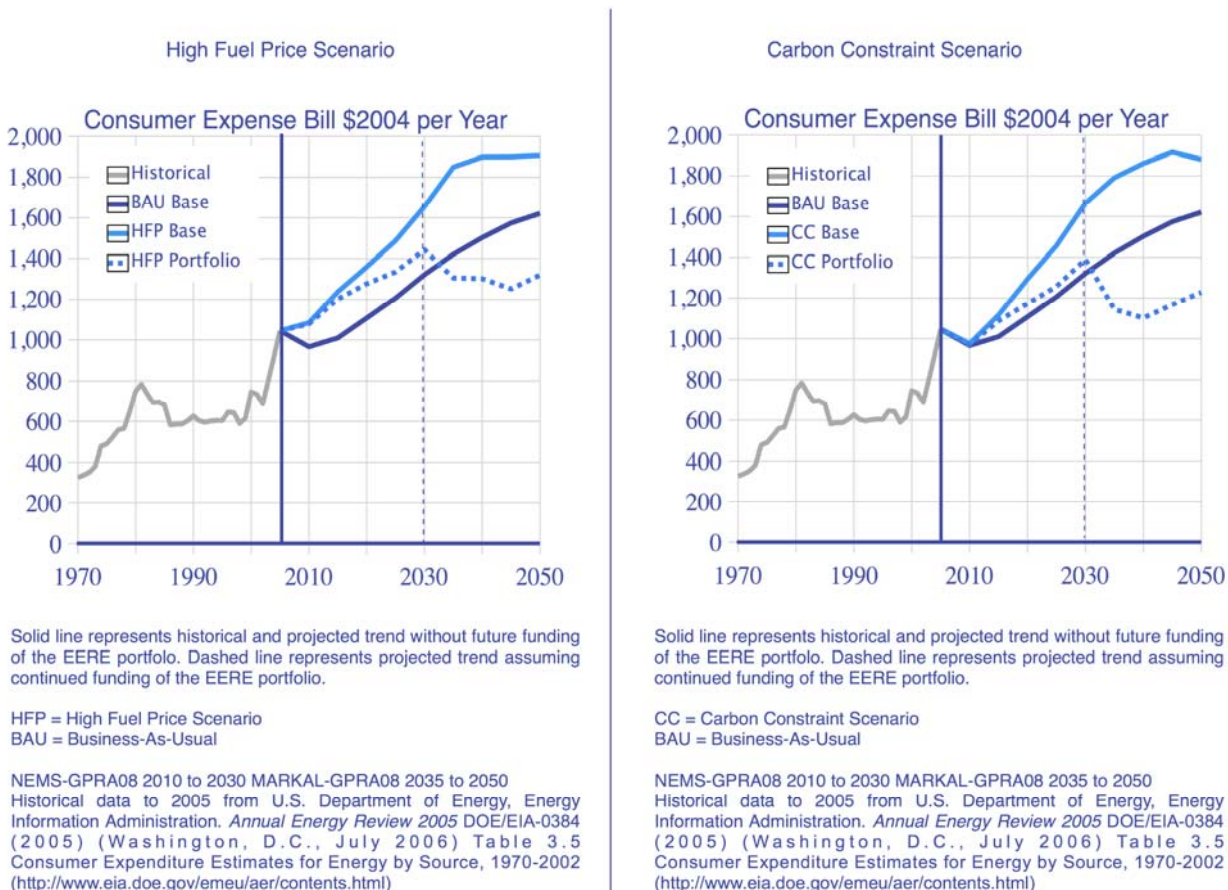 High Fuel Price Scenario
Consumer Expense Bill $2004 per Year
2,000
1,800
1,600
1,400
1,200
1,000
800
600
400
200
0
Historical
BAU Base
HFP Base
HFP Portfolio
1970
1990
2010
2030
2050
Solid line represents historical and projected trend without future funding
of the EERE portfolo. Dashed line represents projected trend assuming
continued funding of the EERE portfolio.
HFP = High Fuel Price Scenario
BAU = Business-As-Usual
NEMS-GPRA08 2010 to 2030 MARKAL-GPRA08 2035 to 2050
Historical data to 2005 from U.S. Department of Energy, Energy
Information Administration. Annual Energy Review 2005 DOE/EIA-0384
(2005) (Washington, D.C., July 2006) Table 3.5
Consumer Expenditure Estimates for Energy by Source, 1970-2002
(http://www.eia.doe.gov/emeu/aer/contents.html)
Carbon Constraint Scenario
Consumer Expense Bill $2004 per Year
2,000
1,800
1,600
1,400
1,200
1,000
800
600
400
200
0
Historical
BAU Base
CC Base
CC Portfolio
1970
1990
2010
2030
2050
Solid line represents historical and projected trend without future funding
of the EERE portfolo. Dashed line represents projected trend assuming
continued funding of the EERE portfolio.
CC = Carbon Constraint Scenario
BAU = Business-As-Usual
NEMS-GPRA08 2010 to 2030 MARKAL-GPRA08 2035 to 2050
Historical data to 2005 from U.S. Department of Energy, Energy
Information Administration. Annual Energy Review 2005 DOE/EIA-0384
(2005) (Washington, D.C., July 2006) Table 3.5
Consumer Expenditure Estimates for Energy by Source, 1970-2002
(http://www.eia.doe.gov/emeu/aer/contents.html)